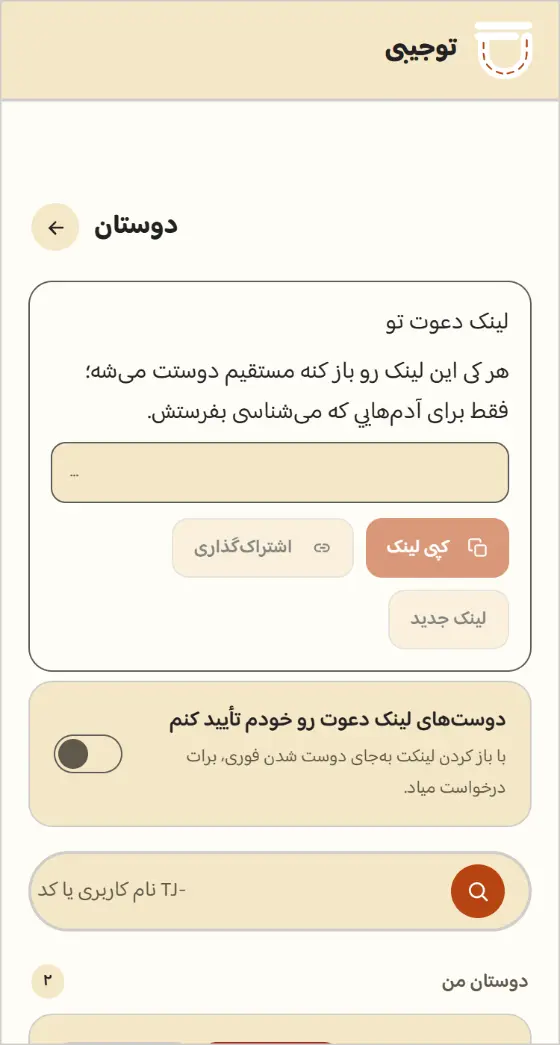 توجیبی
دوستان
لینک دعوت تو
هر کی این لینک رو باز کنه مستقیم دوستت می‌شه؛
فقط برای آدم‌هایی که می‌شناسی بفرستش.
...
کپی لینک
اشتراک‌گذاری
لینک جدید
دوست‌های لینک دعوت رو خودم تأیید کنم
با باز کردن لینکت به‌جای دوست شدن فوری، برات
درخواست میاد.
نام کاربری یا کد TJ-
دوستان من
۲